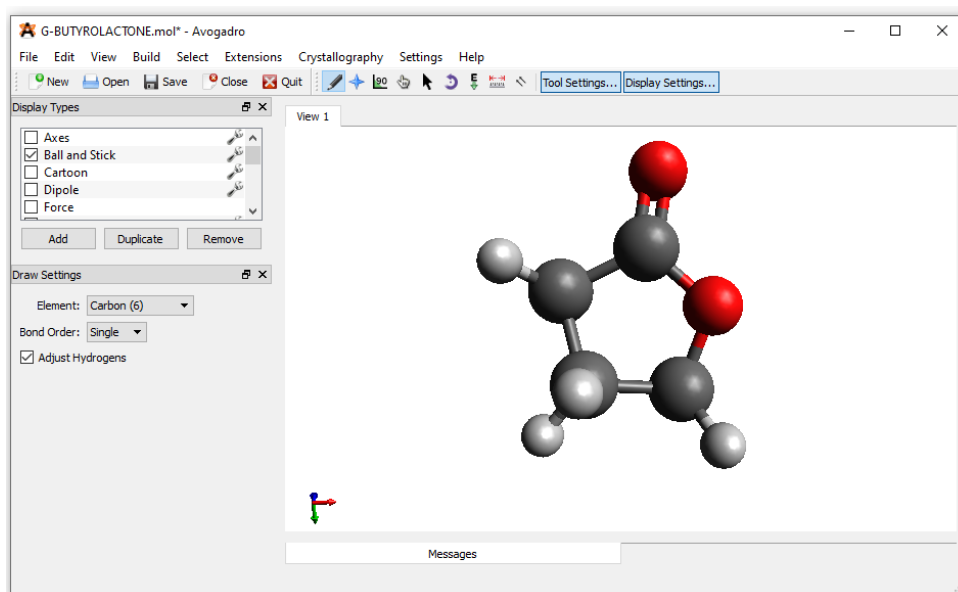 G-BUTYROLACTONE.mol* - Avogadro
File Edit View Build Select Extensions Crystallography Settings Help
New Open Save Close Quit 90 E Tool Settings... Display Settings...
Display Types
View 1
Axes
Ball and Stick
Cartoon
Dipole
Force
Add Duplicate Remove
Draw Settings
Element: Carbon (6)
Bond Order: Single
Adjust Hydrogens
Messages